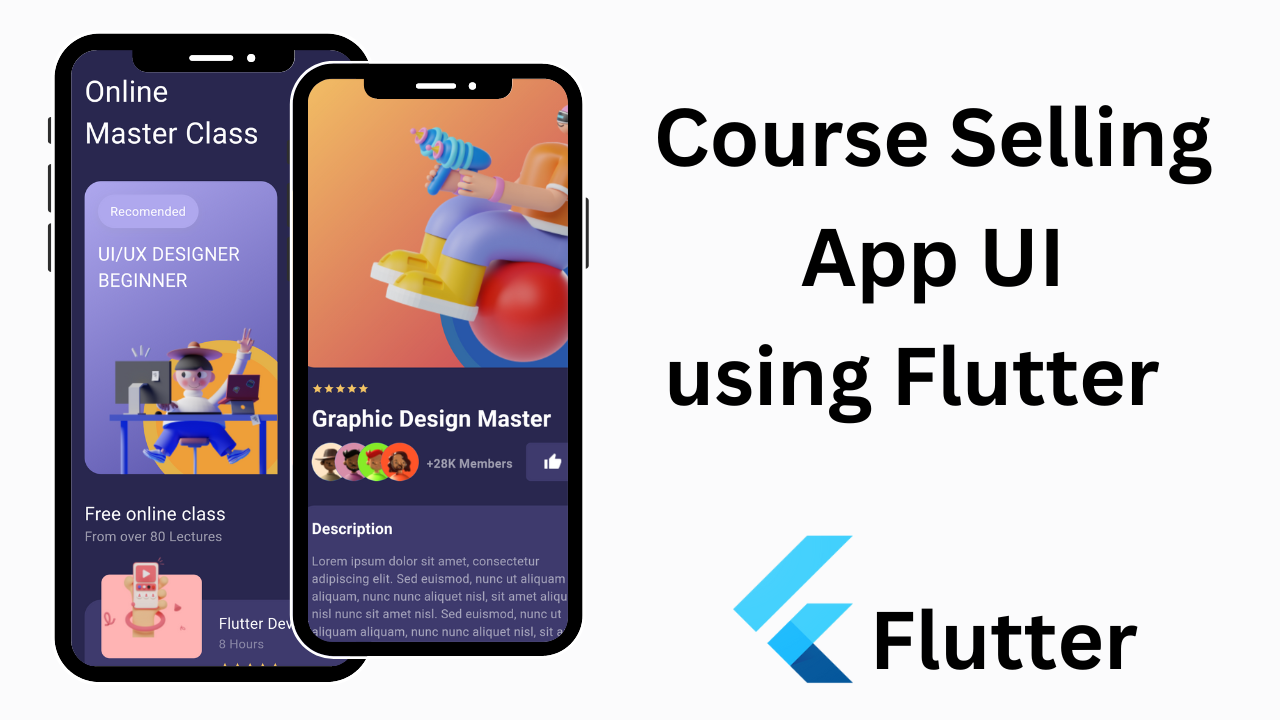 Online
Master Class
Recomended
UI/UX DESIGNER
BEGINNER
Free online class
From over 80 Lectures
Flutter Dev
8 Hours
Graphic Design Master
+28K Members
Description
Lorem ipsum dolor sit amet, consectetur
adipiscing elit. Sed euismod, nunc ut aliquam
aliquam, nunc nunc aliquet nisl, sit amet aliqu
nisl nunc sit amet nisl. Sed euismod, nunc ut
aliquam aliquam, nunc nunc aliquet nisl, sit a
Course Selling
App UI
using Flutter
Flutter